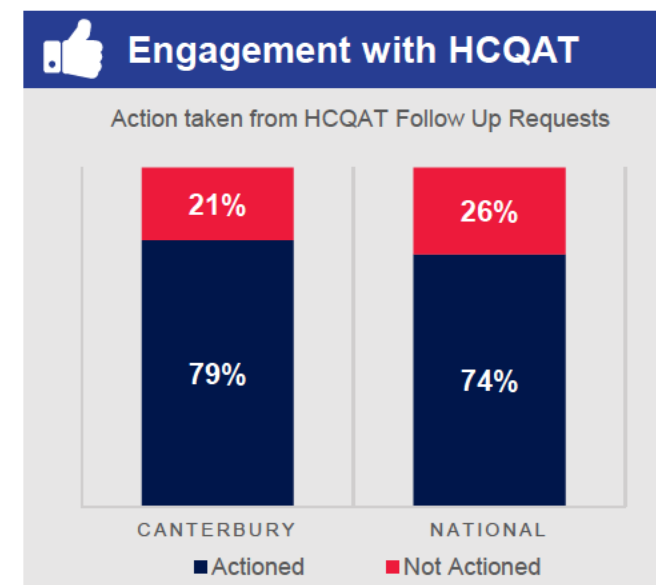 Engagement with HCQAT
Action taken from HCQAT Follow Up Requests
21%
26%
79%
74%
CANTERBURY
NATIONAL
Actioned
Not Actioned